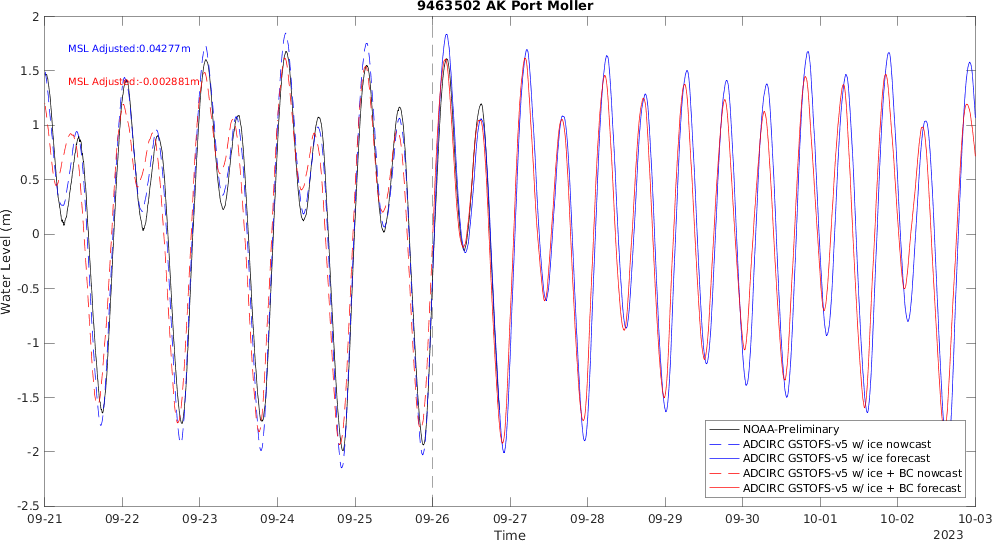 9463502 AK Port Moller
MSL Adjusted:0.04277m
MSL Adjusted:-0.002881m
Water Level (m)
2
1.5
1
0.5
0
-0.5
-1
-1.5
-2
-2.5
NOAA-Preliminary
ADCIRC GSTOFS-v5 w/ ice nowcast
ADCIRC GSTOFS-v5 w/ ice forecast
ADCIRC GSTOFS-v5 w/ ice + BC nowcast
ADCIRC GSTOFS-v5 w/ ice + BC forecast
09-21 09-22 09-23 09-24 09-25 09-26 09-27 09-28 09-29 09-30 10-01 10-02 10-03
Time
2023